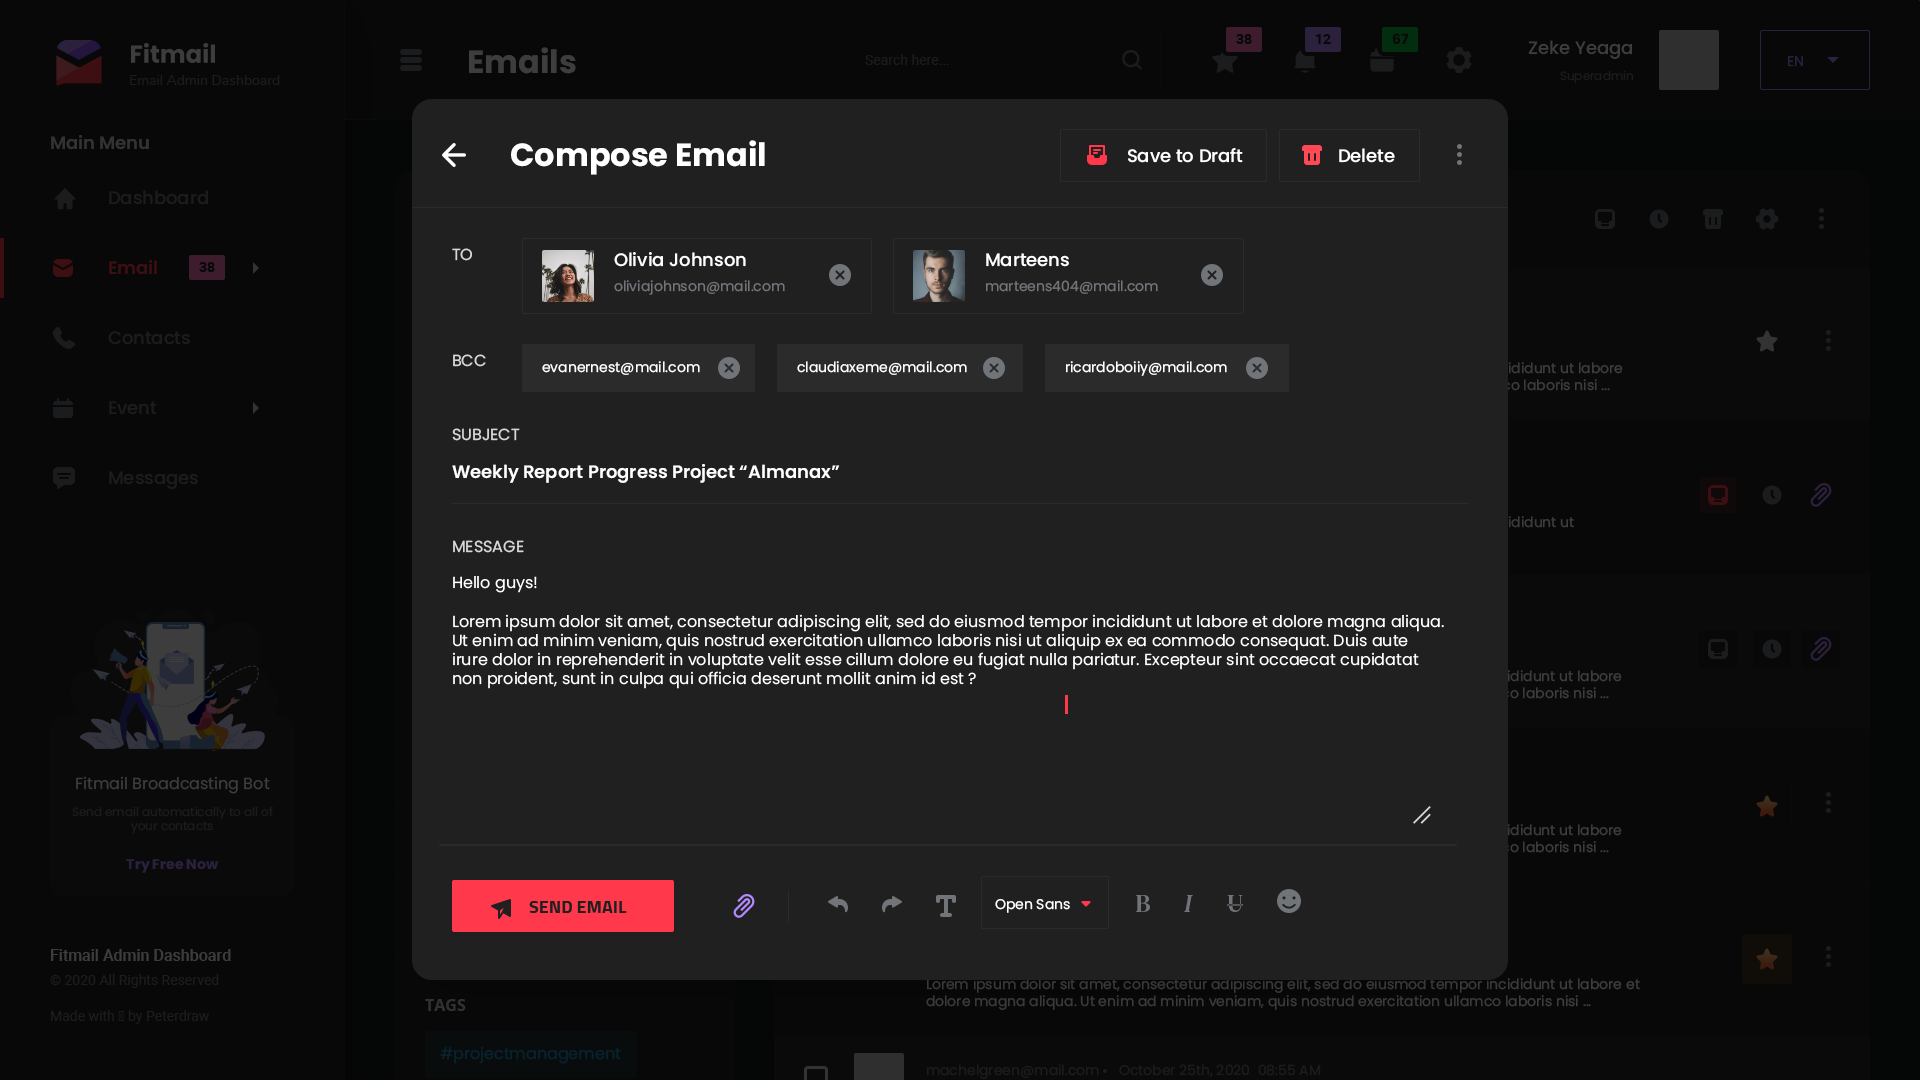 Fitmail
Email Admin Dashboard
Emails
Search here...
38
12
67
Zeke Yeaga
Superadmin
EN
Main Menu
Dashboard
Email
38
Contacts
Event
Messages
Fitmail Broadcasting Bot
Send email automatically to all of
your contacts
Try Free Now
Fitmail Admin Dashboard
© 2020 All Rights Reserved
Made with by Peterdraw
Compose Email
Save to Draft
Delete
TO
Olivia Johnson
oliviajohnson@mail.com
Marteens
marteens404@mail.com
BCC
evanernest@mail.com
claudiaxeme@mail.com
ricardoboiiy@mail.com
SUBJECT
Weekly Report Progress Project “Almanax”
MESSAGE
Hello guys!
Lorem ipsum dolor sit amet, consectetur adipiscing elit, sed do eiusmod tempor incididunt ut labore et dolore magna aliqua.
Ut enim ad minim veniam, quis nostrud exercitation ullamco laboris nisi ut aliquip ex ea commodo consequat. Duis aute
irure dolor in reprehenderit in voluptate velit esse cillum dolore eu fugiat nulla pariatur. Excepteur sint occaecat cupidatat
non proident, sunt in culpa qui officia deserunt mollit anim id est ?
SEND EMAIL
T
Open Sans
B
I
U
ididunt ut labore
co laboris nisi ...
ididunt ut
ididunt ut labore
co laboris nisi ...
ididunt ut labore
co laboris nisi ...
Lorem ipsum dolor sit amet, consectetur adipiscing elit, sed do eiusmod tempor incididunt ut labore et
dolore magna aliqua. Ut enim ad minim veniam, quis nostrud exercitation ullamco laboris nisi ...
TAGS
#projectmanagement
machelgreen@mail.com • October 25th, 2020 08:55 AM